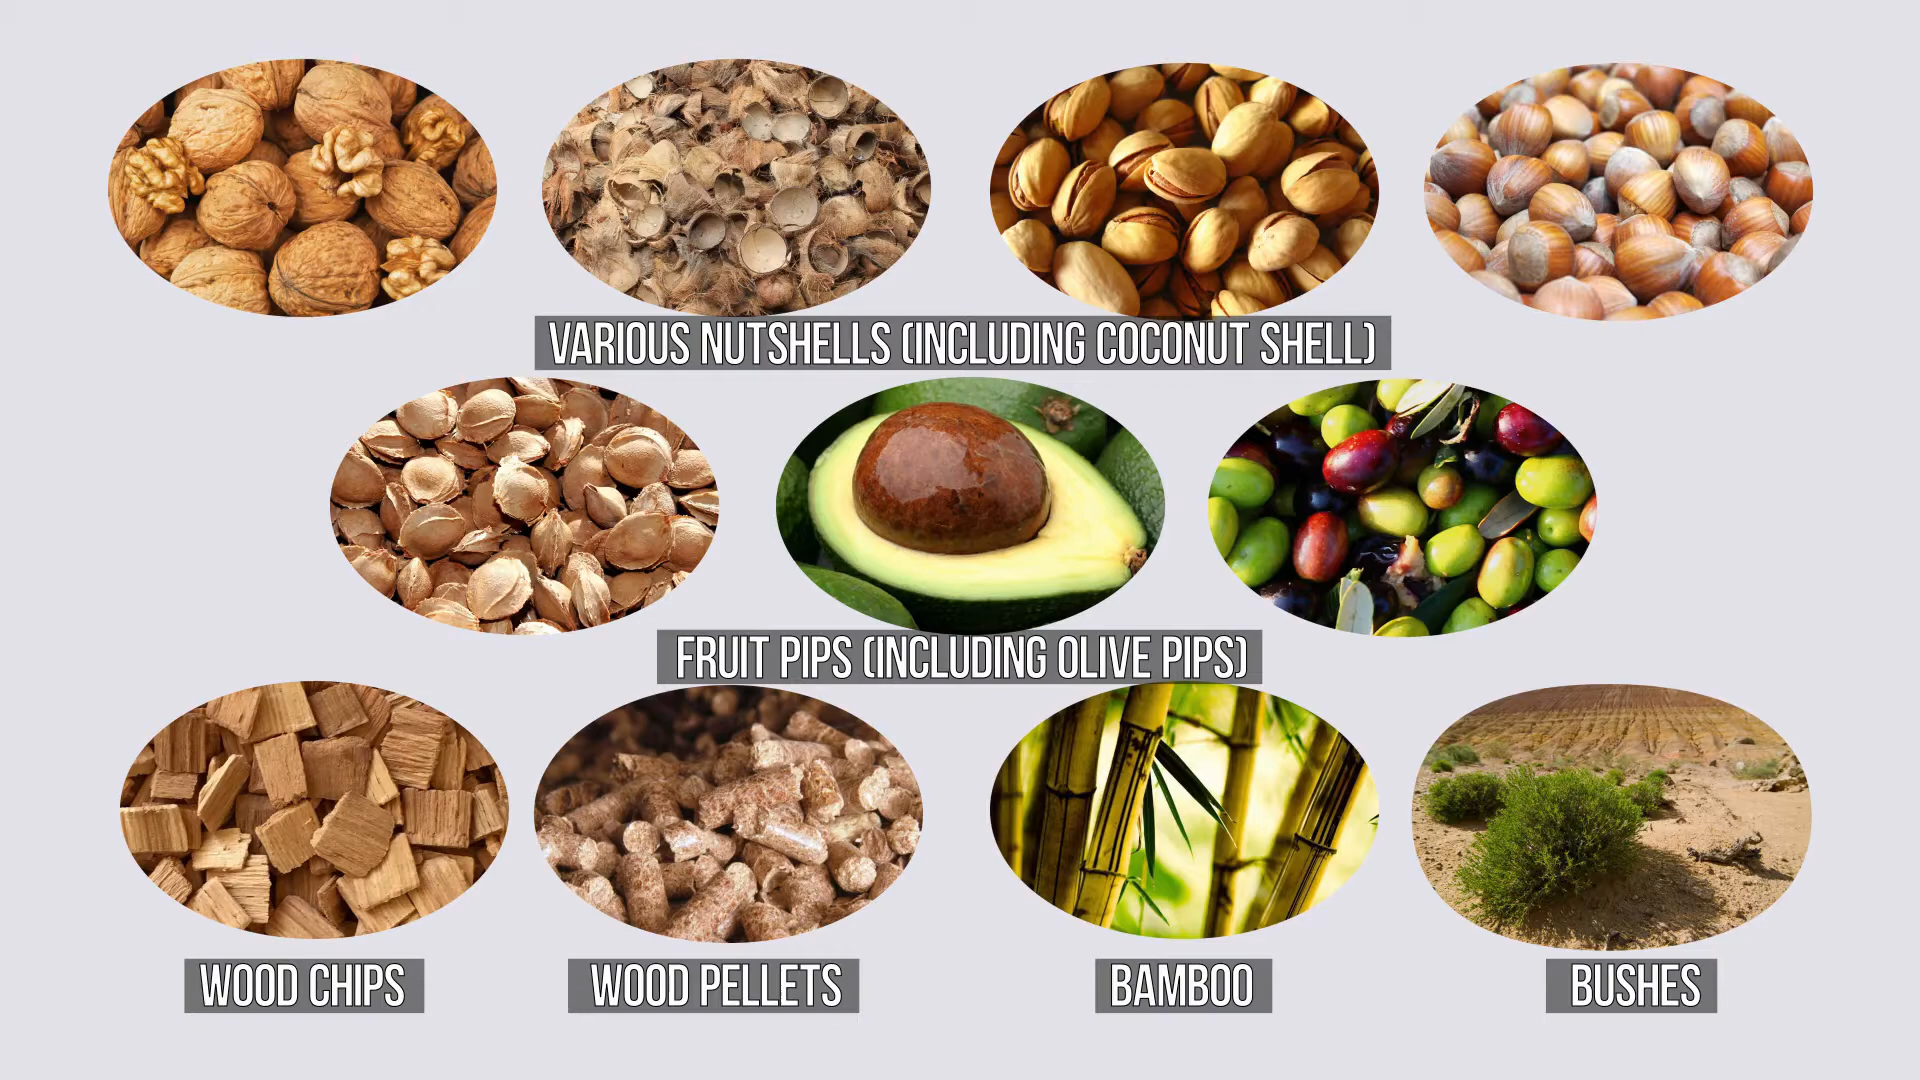 VARIOUS NUTSHELLS (INCLUDING COCONUT SHELL)
FRUIT PIPS (INCLUDING OLIVE PIPS)
WOOD CHIPS
WOOD PELLETS
BAMBOO
BUSHES